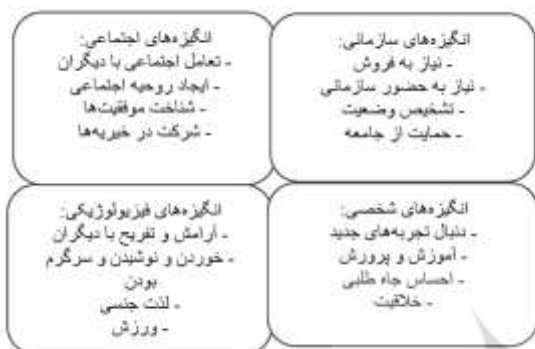 انگیزه‌های سازمانی:
- نیاز به فروش
- نیاز به حضور سازمانی
- تشخیص وضعیت
- حمایت از جامعه
انگیزه‌های اجتماعی:
- تعامل اجتماعی با دیگران
- ایجاد روحیه اجتماعی
- شناخت موفقیت‌ها
- شرکت در خیریه‌ها
انگیزه‌های شخصی:
- دنبال تجربه‌های جدید
- آموزش و پرورش
- احساس جاه طلبی
- خلاقیت
انگیزه‌های فیزیولوژیکی:
- آرامش و تفریح با دیگران
- خوردن و نوشیدن و سرگرم
بودن
- لذت جنسی
- ورزش